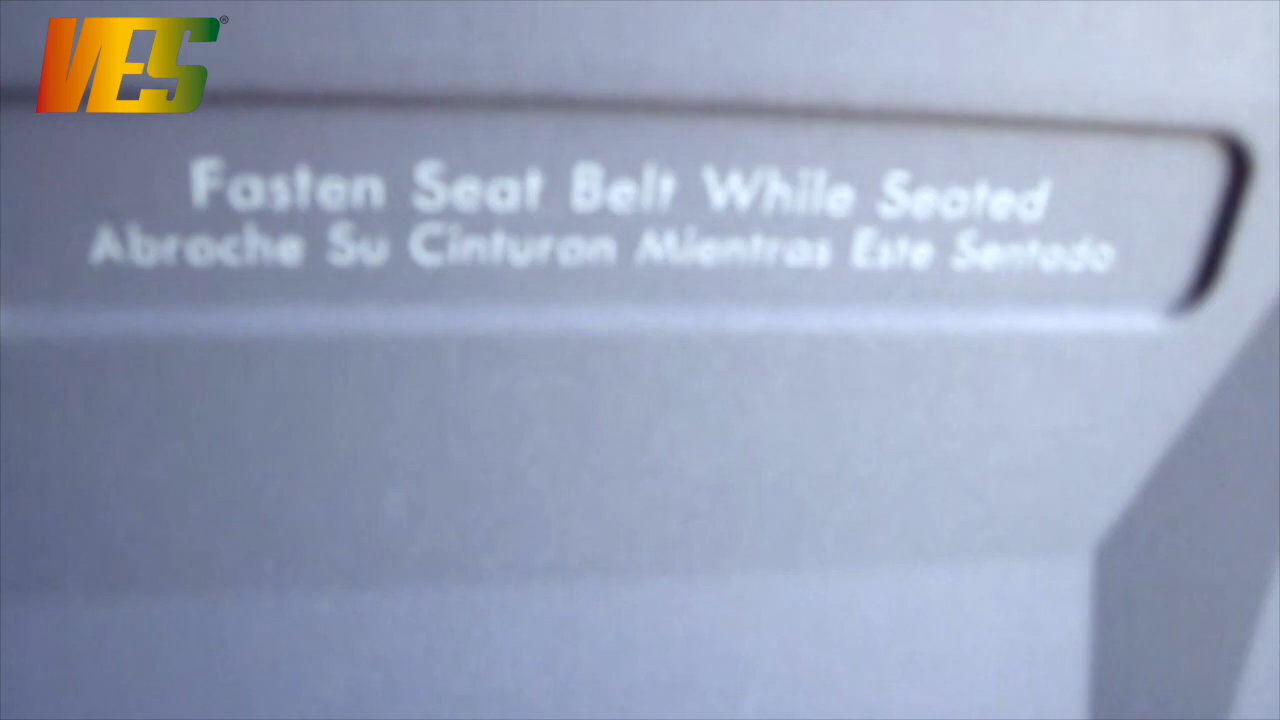 VES®
Fasten Seat Belt While Seated
Abroche Su Cinturon Mientras Este Sentado